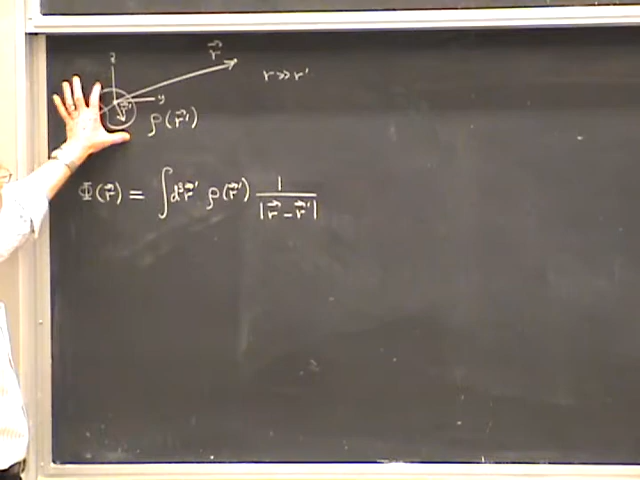 z
r⃗
r ≫ r'
y
r⃗'
ρ(r⃗')
Φ(r⃗) = ∫d³r⃗' ρ(r⃗') 1/|r⃗ - r⃗'|